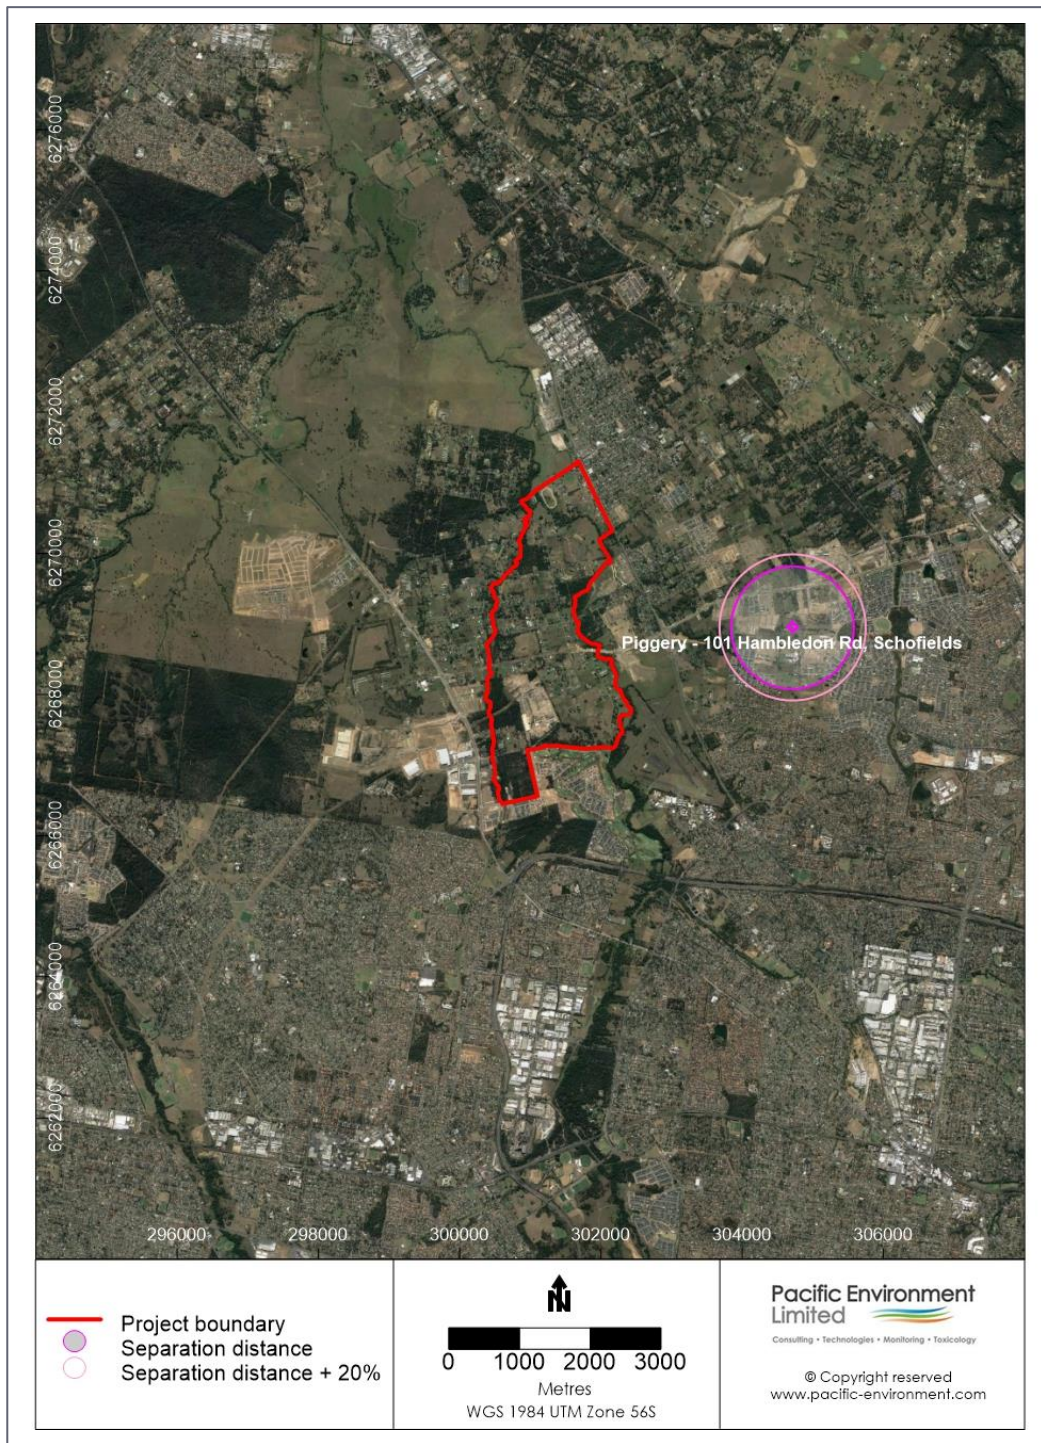 6276000
6274000
6272000
6270000
Piggery - 101 Hambledon Rd, Schofields
6268000
6266000
6264000
6262000
296000 298000 300000 302000 304000 306000
Project boundary
Separation distance
Separation distance + 20%
N
0 1000 2000 3000
Metres
WGS 1984 UTM Zone 56S
Pacific Environment
Limited
Consulting • Technologies • Monitoring • Toxicology
© Copyright reserved
www.pacific-environment.com